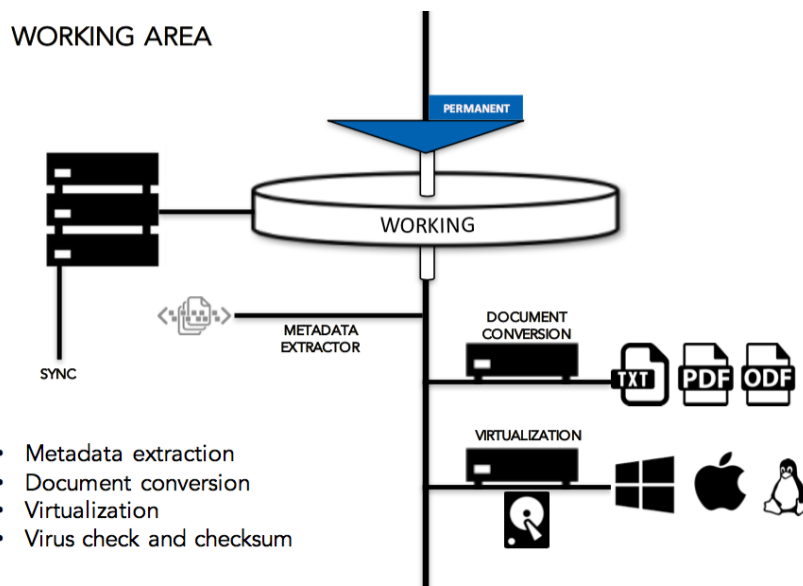 WORKING AREA
PERMANENT
WORKING
METADATA
EXTRACTOR
DOCUMENT
CONVERSION
TXT
PDF
ODF
SYNC
VIRTUALIZATION
• Metadata extraction
• Document conversion
• Virtualization
• Virus check and checksum